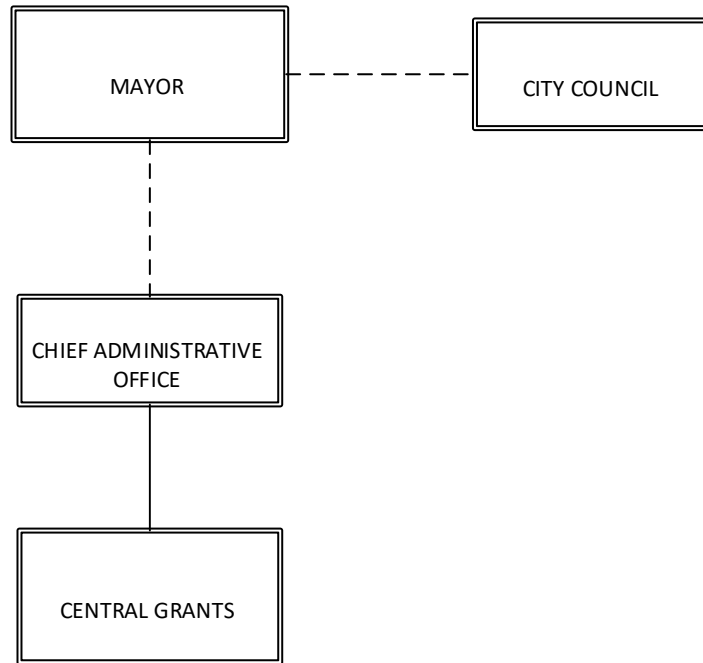 MAYOR
CITY COUNCIL
CHIEF ADMINISTRATIVE
OFFICE
CENTRAL GRANTS